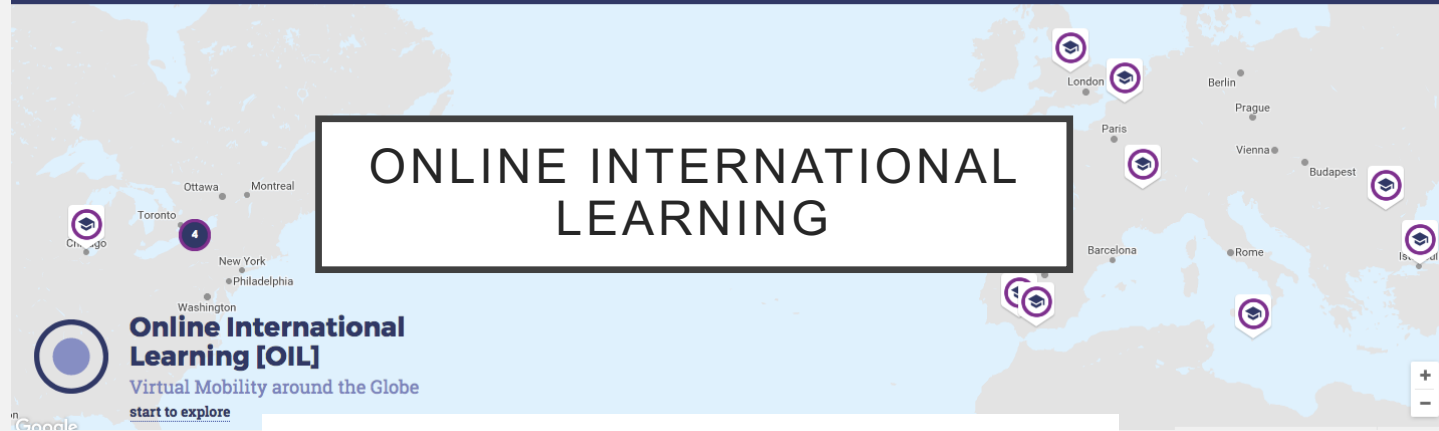 London
Berlin
Prague
Paris
Vienna
Budapest
ONLINE INTERNATIONAL
LEARNING
Ottawa
Montreal
Toronto
4
New York
Philadelphia
Washington
Barcelona
Rome
Online International
Learning [OIL]
Virtual Mobility around the Globe
start to explore
Google
+
−